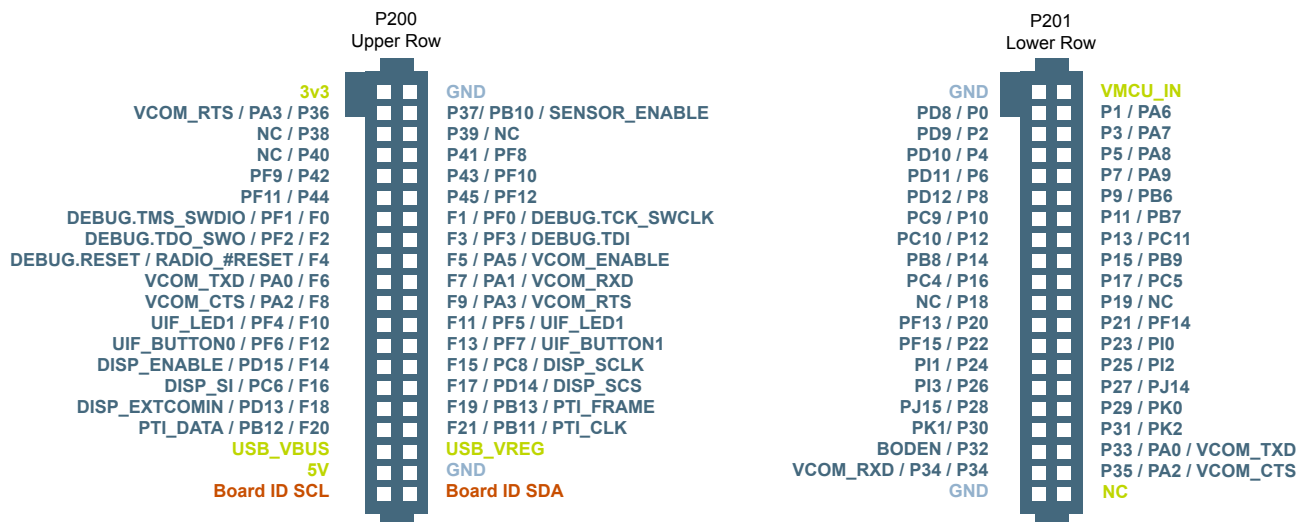 P200
Upper Row
3v3 GND
VCOM_RTS / PA3 / P36 P37/ PB10 / SENSOR_ENABLE
NC / P38 P39 / NC
NC / P40 P41 / PF8
PF9 / P42 P43 / PF10
PF11 / P44 P45 / PF12
DEBUG.TMS_SWDIO / PF1 / F0 F1 / PF0 / DEBUG.TCK_SWCLK
DEBUG.TDO_SWO / PF2 / F2 F3 / PF3 / DEBUG.TDI
DEBUG.RESET / RADIO_#RESET / F4 F5 / PA5 / VCOM_ENABLE
VCOM_TXD / PA0 / F6 F7 / PA1 / VCOM_RXD
VCOM_CTS / PA2 / F8 F9 / PA3 / VCOM_RTS
UIF_LED1 / PF4 / F10 F11 / PF5 / UIF_LED1
UIF_BUTTON0 / PF6 / F12 F13 / PF7 / UIF_BUTTON1
DISP_ENABLE / PD15 / F14 F15 / PC8 / DISP_SCLK
DISP_SI / PC6 / F16 F17 / PD14 / DISP_SCS
DISP_EXTCOMIN / PD13 / F18 F19 / PB13 / PTI_FRAME
PTI_DATA / PB12 / F20 F21 / PB11 / PTI_CLK
USB_VBUS USB_VREG
5V GND
Board ID SCL Board ID SDA
P201
Lower Row
GND VMCU_IN
PD8 / P0 P1 / PA6
PD9 / P2 P3 / PA7
PD10 / P4 P5 / PA8
PD11 / P6 P7 / PA9
PD12 / P8 P9 / PB6
PC9 / P10 P11 / PB7
PC10 / P12 P13 / PC11
PB8 / P14 P15 / PB9
PC4 / P16 P17 / PC5
NC / P18 P19 / NC
PF13 / P20 P21 / PF14
PF15 / P22 P23 / PI0
PI1 / P24 P25 / PI2
PI3 / P26 P27 / PJ14
PJ15 / P28 P29 / PK0
PK1/ P30 P31 / PK2
BODEN / P32 P33 / PA0 / VCOM_TXD
VCOM_RXD / P34 / P34 P35 / PA2 / VCOM_CTS
GND NC